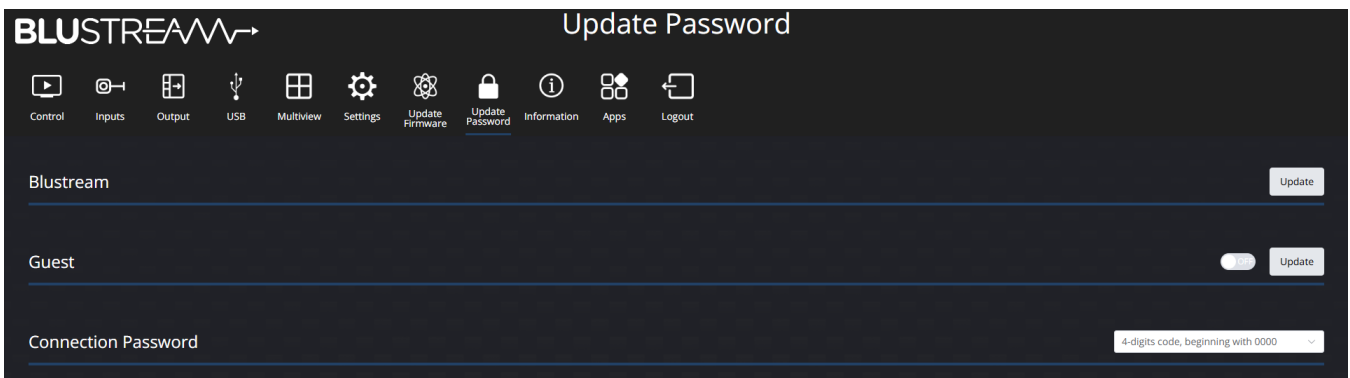 BLUSTREAM
Update Password
Control
Inputs
Output
USB
Multiview
Settings
Update
Firmware
Update
Password
Information
Apps
Logout
Blustream
Update
Guest
OFF
Update
Connection Password
4-digits code, beginning with 0000